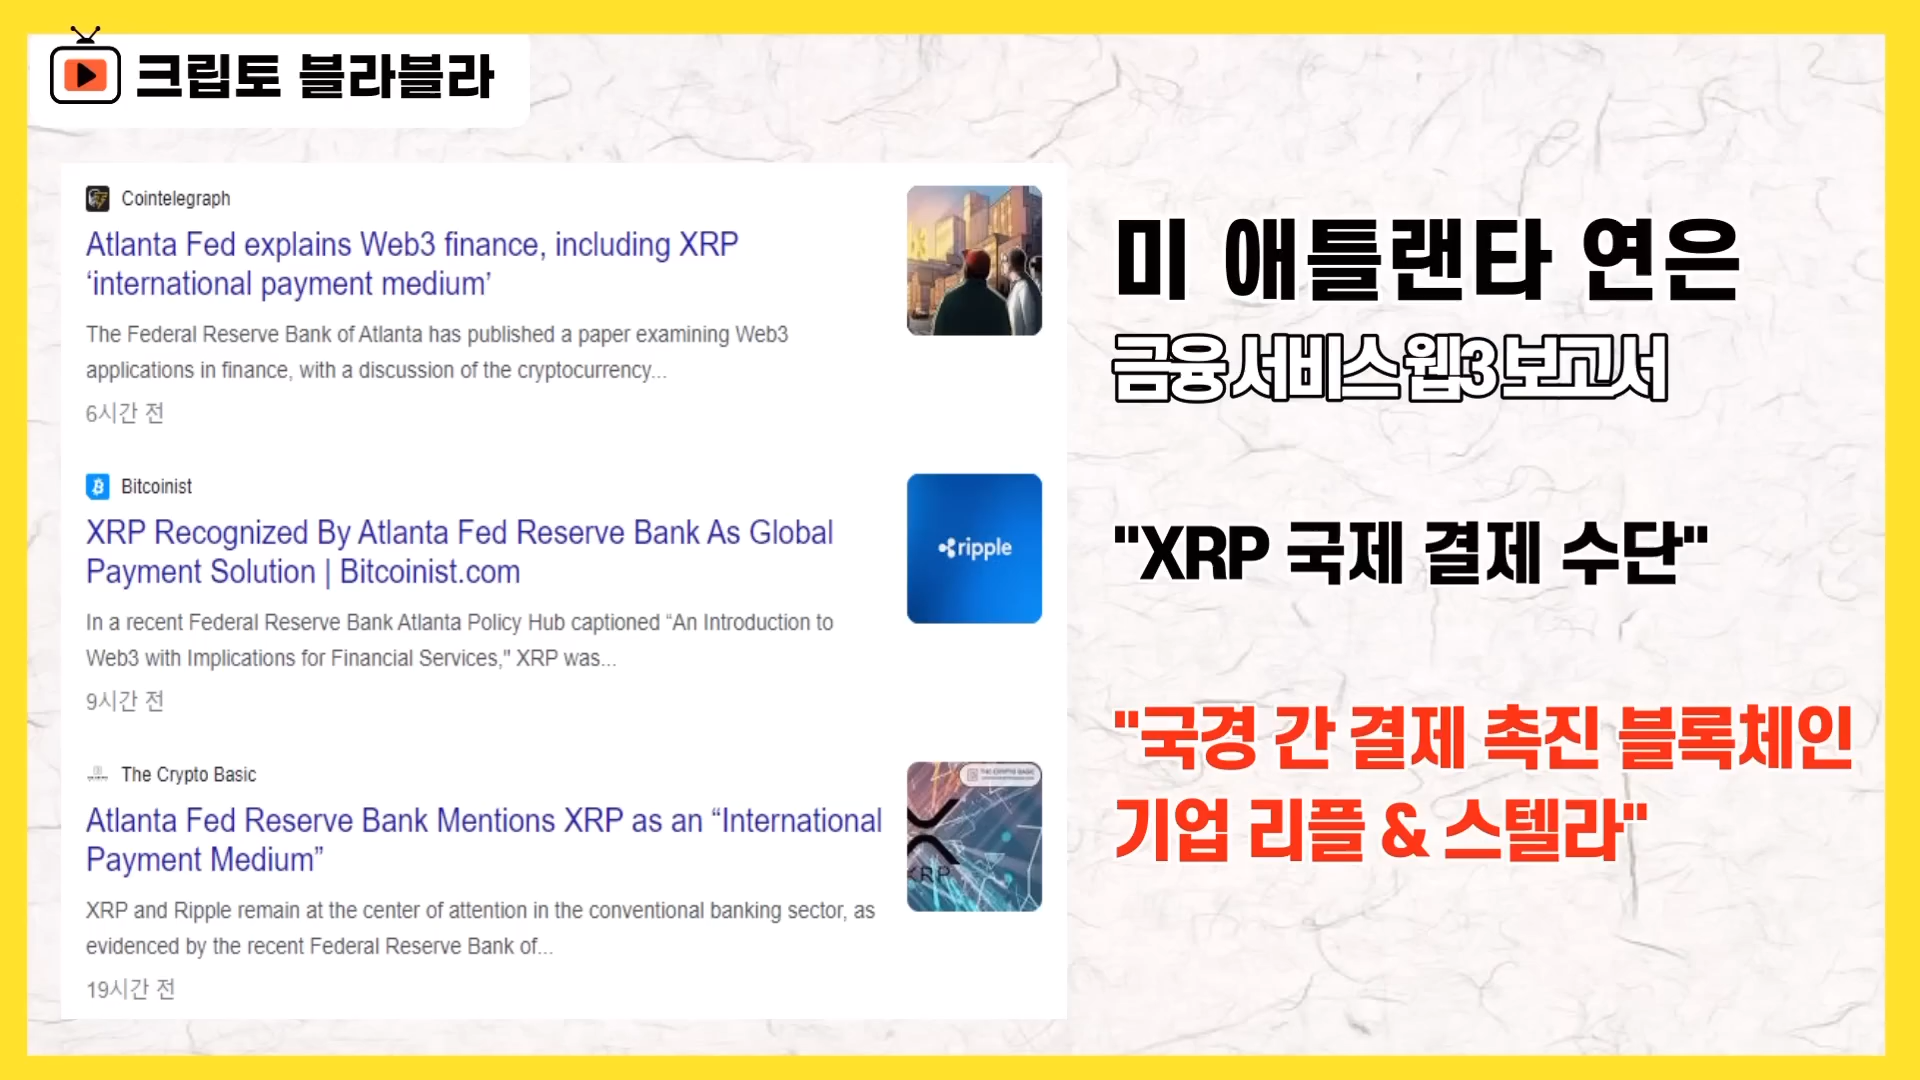 크립토 블라블라
Cointelegraph
Atlanta Fed explains Web3 finance, including XRP
‘international payment medium’
The Federal Reserve Bank of Atlanta has published a paper examining Web3
applications in finance, with a discussion of the cryptocurrency...
6시간 전
Bitcoinist
XRP Recognized By Atlanta Fed Reserve Bank As Global
Payment Solution | Bitcoinist.com
In a recent Federal Reserve Bank Atlanta Policy Hub captioned “An Introduction to
Web3 with Implications for Financial Services," XRP was...
9시간 전
ripple
The Crypto Basic
Atlanta Fed Reserve Bank Mentions XRP as an “International
Payment Medium”
XRP and Ripple remain at the center of attention in the conventional banking sector, as
evidenced by the recent Federal Reserve Bank of...
19시간 전
THE CRYPTO BASIC
XRP
미 애틀랜타 연은
금융 서비스 웹3 보고서
"XRP 국제 결제 수단"
"국경 간 결제 촉진 블록체인
기업 리플 & 스텔라"